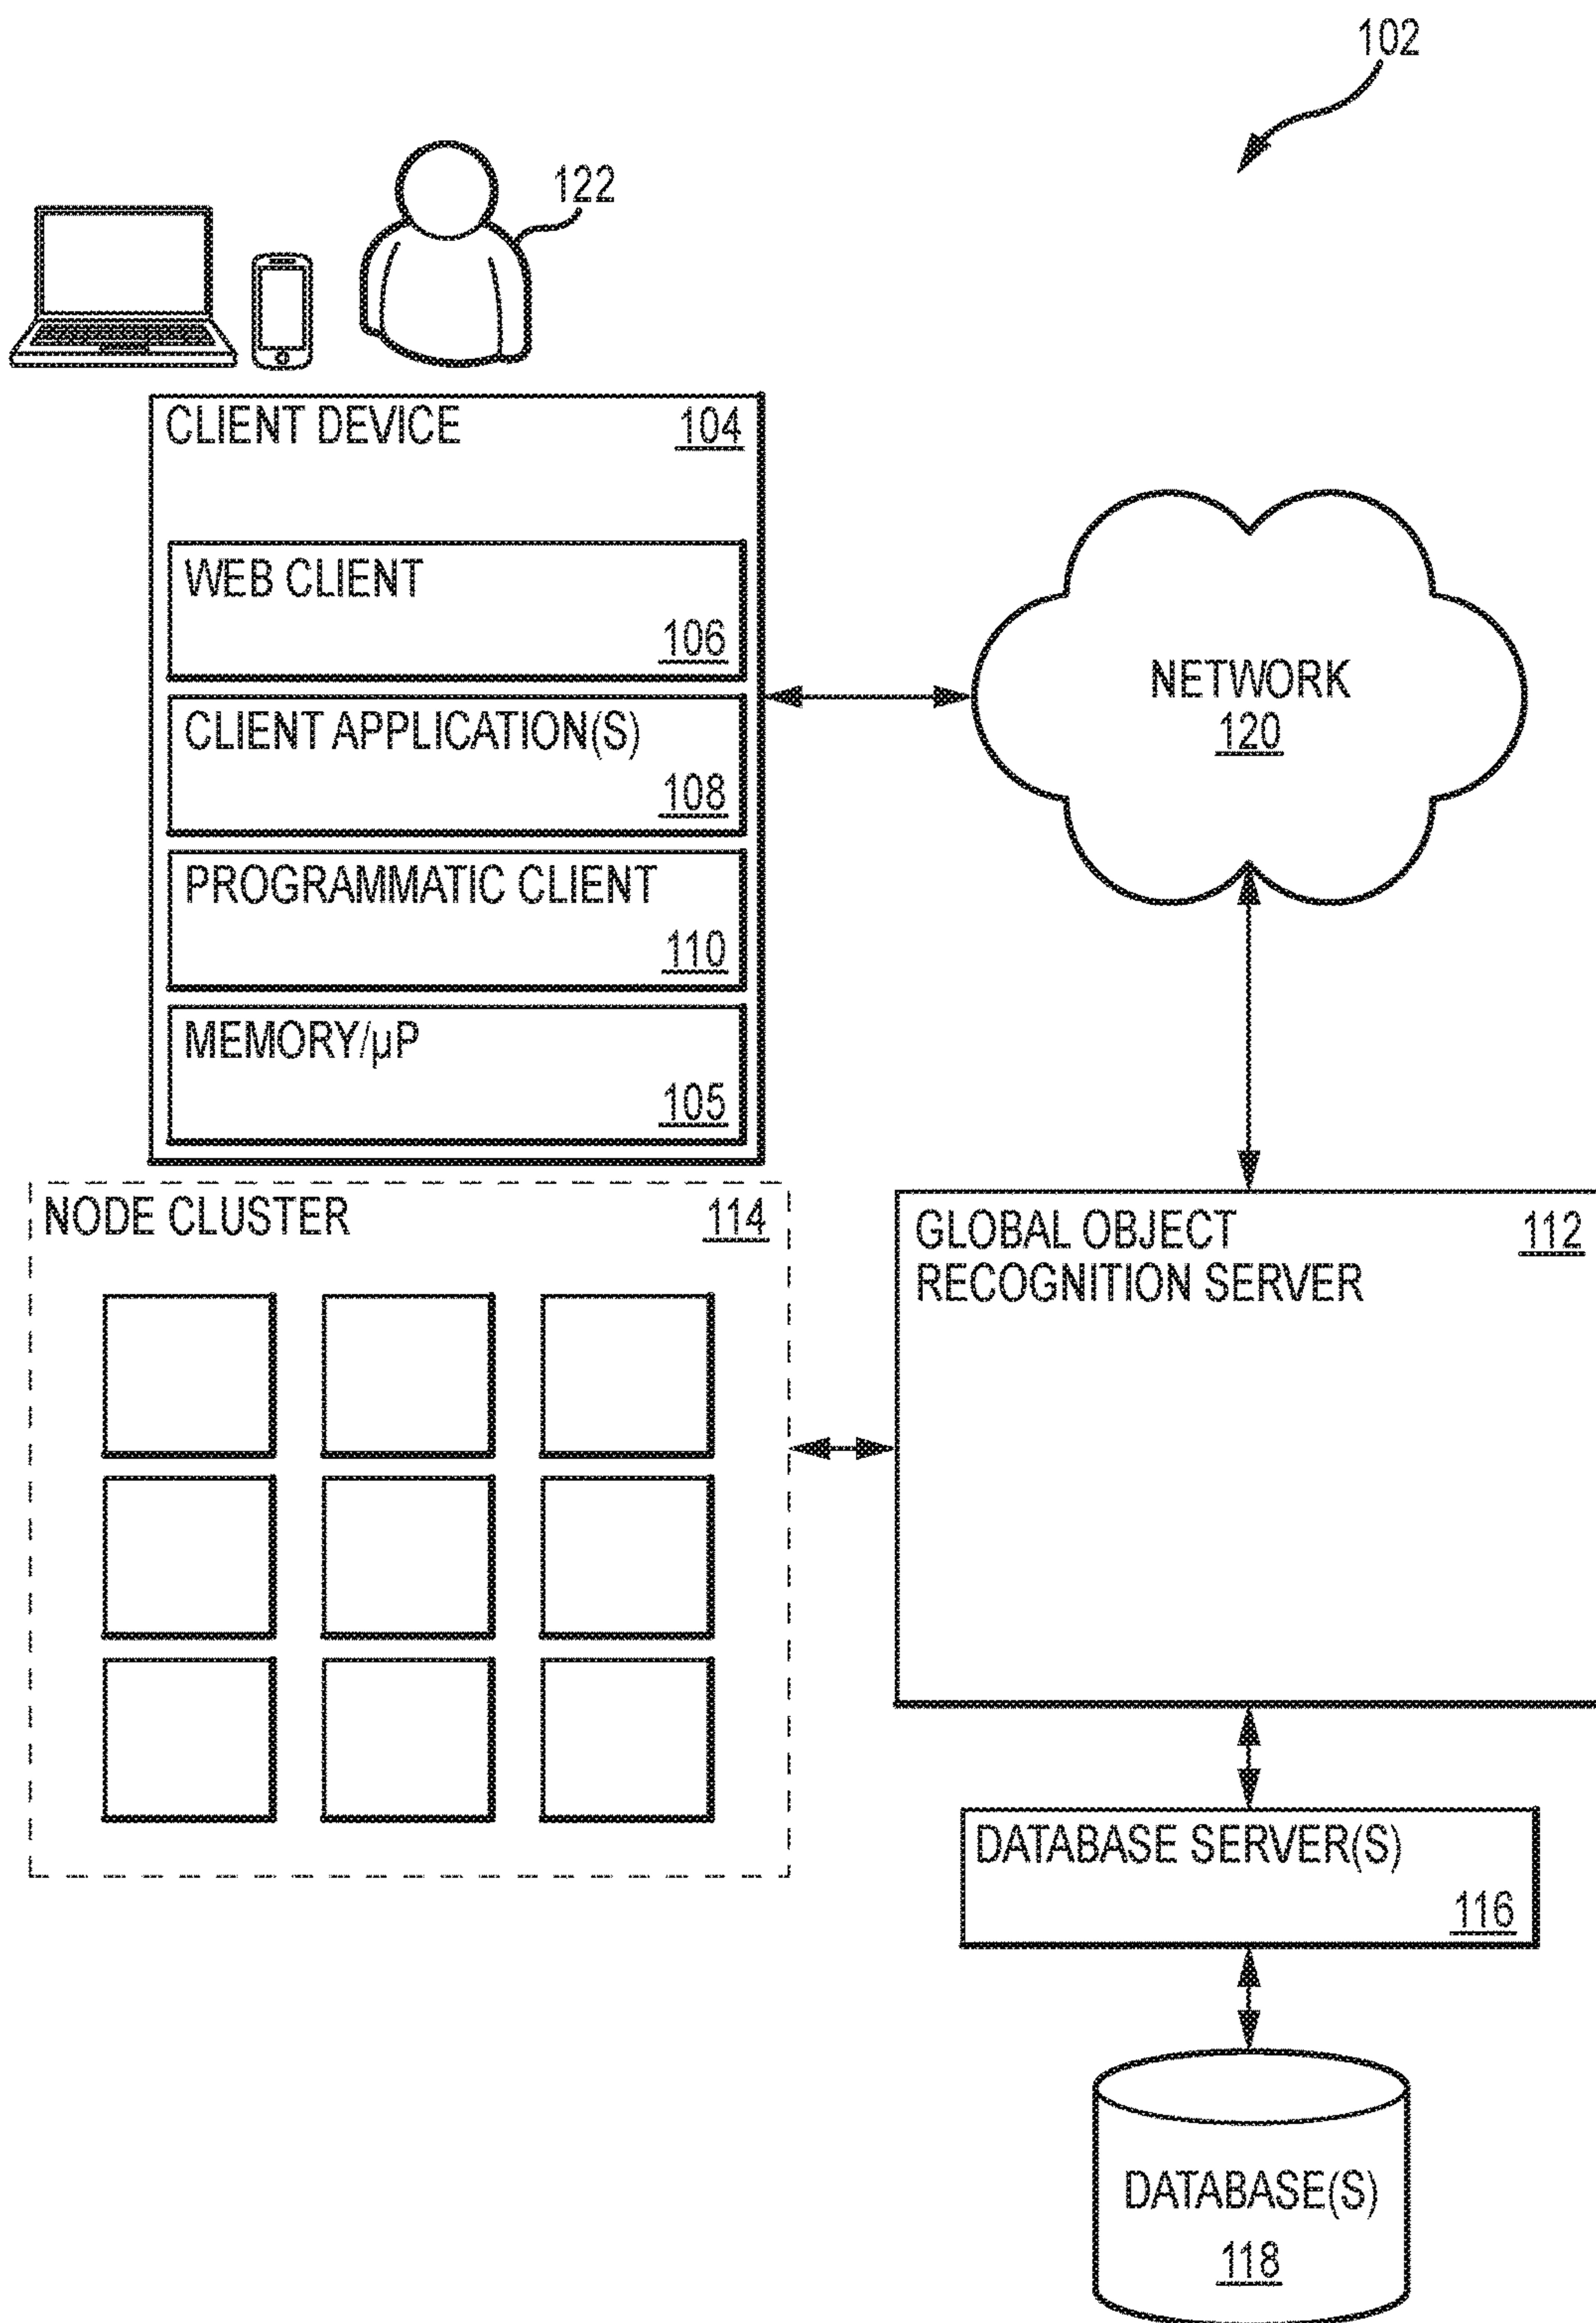 102
122
CLIENT DEVICE 104
WEB CLIENT
106
CLIENT APPLICATION(S)
108
PROGRAMMATIC CLIENT
110
MEMORY/µP
105
NETWORK
120
NODE CLUSTER 114
GLOBAL OBJECT 112
RECOGNITION SERVER
DATABASE SERVER(S)
116
DATABASE(S)
118